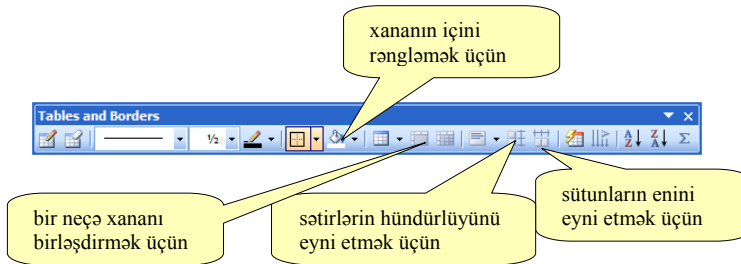 xananın içini
rəngləmək üçün
Tables and Borders
½
bir neçə xananı
birləşdirmək üçün
sətirlərin hündürlüyünü
eyni etmək üçün
sütunların enini
eyni etmək üçün